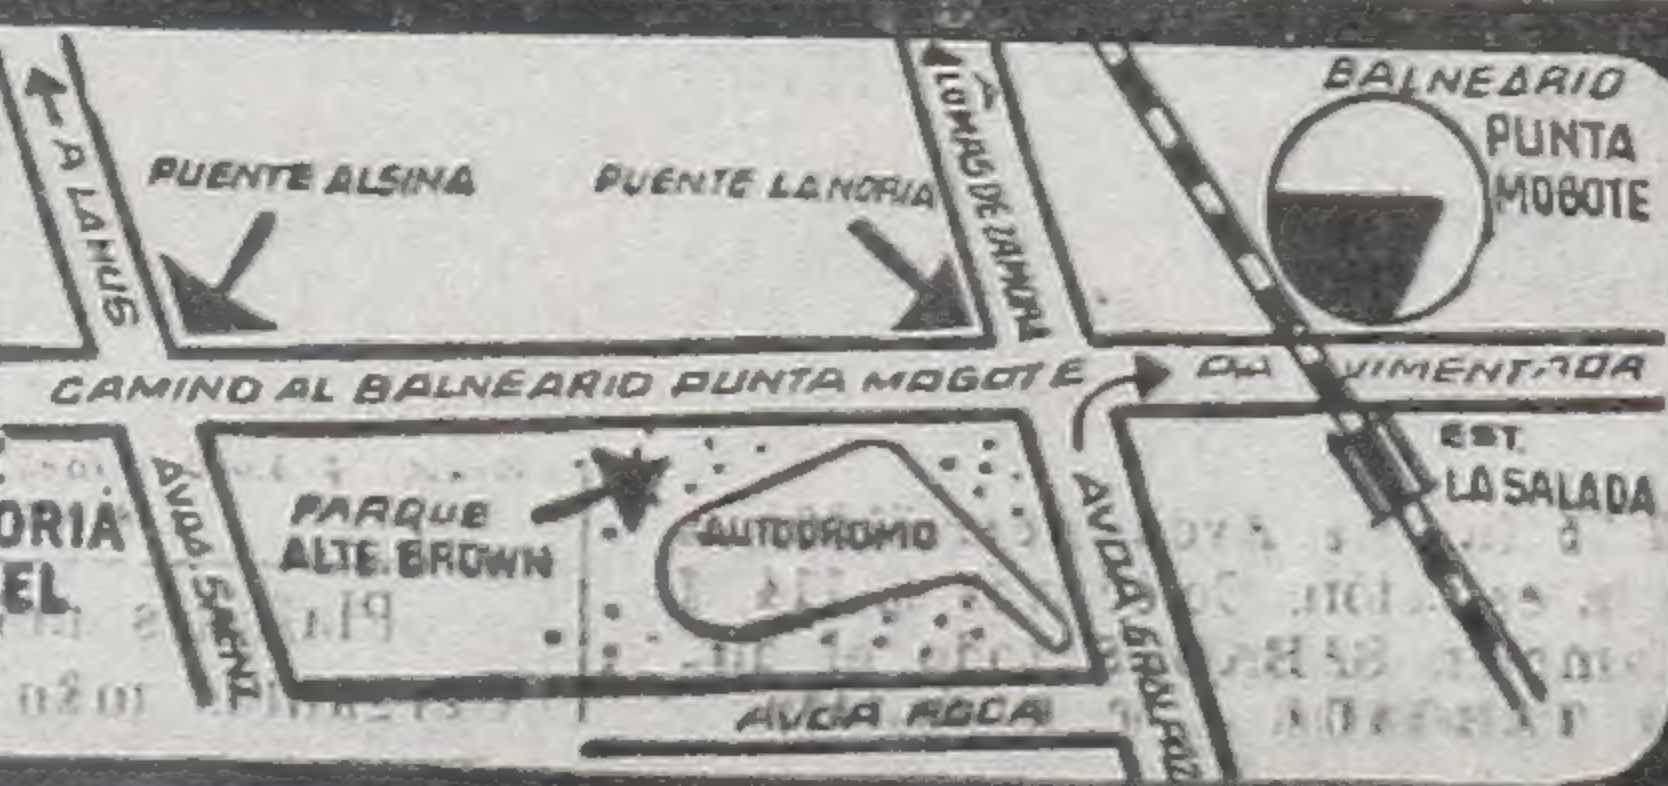 BALNEARIO
PUNTA
MOGOTE
A LANUS
PUENTE ALSINA
PUENTE LA NORIA
A LOMAS DE ZAMORA
CAMINO AL BALNEARIO PUNTA MOGOTE
PAVIMENTADA
EST.
LA SALADA
ORIA
EL.
AVDA. SAENZ
PARQUE
ALTE. BROWN
AUTODROMO
AVDA. GRAL PAZ
AVDA ROCA